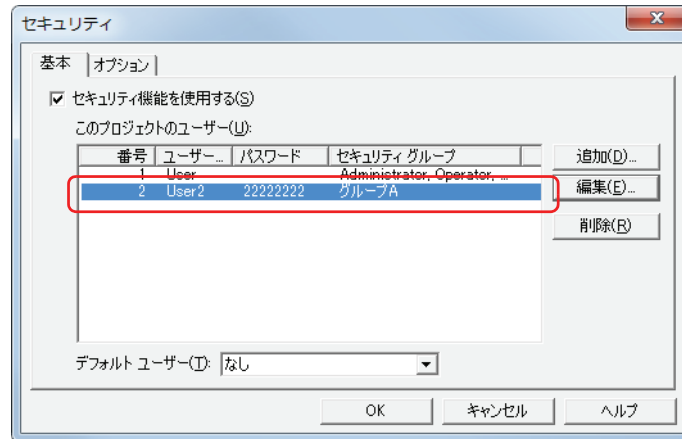 セキュリティ
基本 オプション
セキュリティ機能を使用する(S)
このプロジェクトのユーザー(U):
番号 ユーザー... パスワード セキュリティ グループ
1 User Administrator, Operator, ...
2 User2 22222222 グループA
追加(D)...
編集(E)...
削除(R)
デフォルト ユーザー(T): なし
OK キャンセル ヘルプ